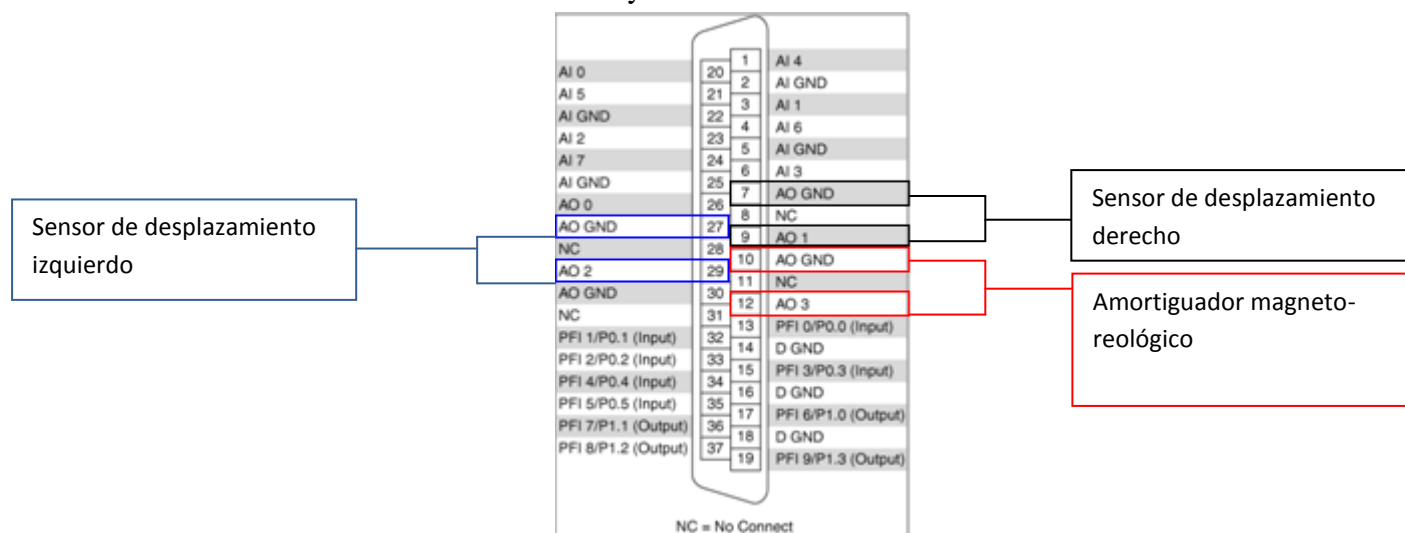 y
AI 0
AI 5
AI GND
AI 2
AI 7
AI GND
AO 0
AO GND
NC
AO 2
AO GND
NC
PFI 1/P0.1 (Input)
PFI 2/P0.2 (Input)
PFI 4/P0.4 (Input)
PFI 5/P0.5 (Input)
PFI 7/P1.1 (Output)
PFI 8/P1.2 (Output)
20
21
22
23
24
25
26
27
28
29
30
31
32
33
34
35
36
37
1
2
3
4
5
6
7
8
9
10
11
12
13
14
15
16
17
18
19
AI 4
AI GND
AI 1
AI 6
AI GND
AI 3
AO GND
NC
AO 1
AO GND
NC
AO 3
PFI 0/P0.0 (Input)
D GND
PFI 3/P0.3 (Input)
D GND
PFI 6/P1.0 (Output)
D GND
PFI 9/P1.3 (Output)
NC = No Connect
Sensor de desplazamiento
izquierdo
Sensor de desplazamiento
derecho
Amortiguador magneto-
reológico